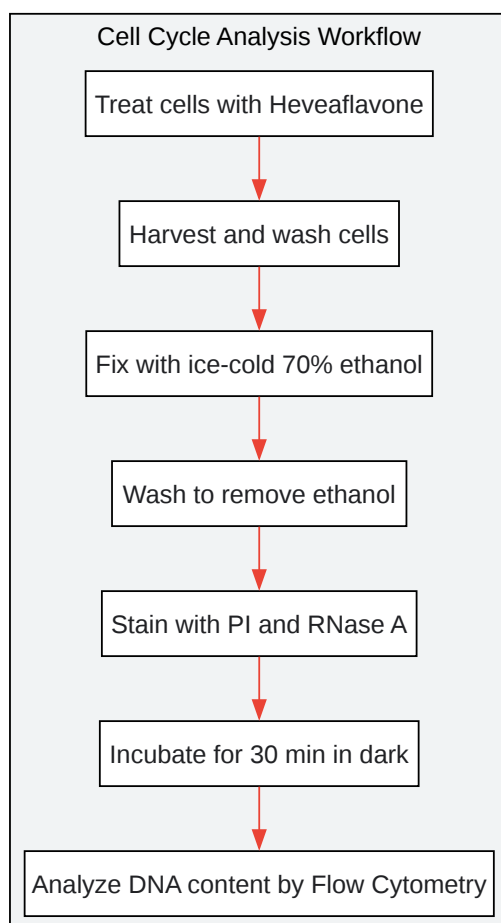 Cell Cycle Analysis Workflow
Treat cells with Heveaflavone
Harvest and wash cells
Fix with ice-cold 70% ethanol
Wash to remove ethanol
Stain with PI and RNase A
Incubate for 30 min in dark
Analyze DNA content by Flow Cytometry